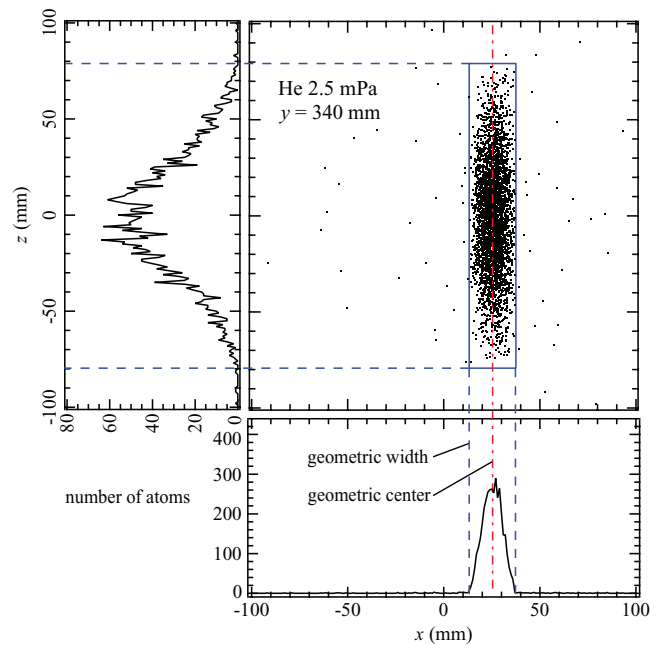 100
50
0
-50
-100
z (mm)
80
60
40
20
0
He 2.5 mPa
y = 340 mm
number of atoms
400
300
200
100
0
geometric width
geometric center
-100
-50
0
50
100
x (mm)